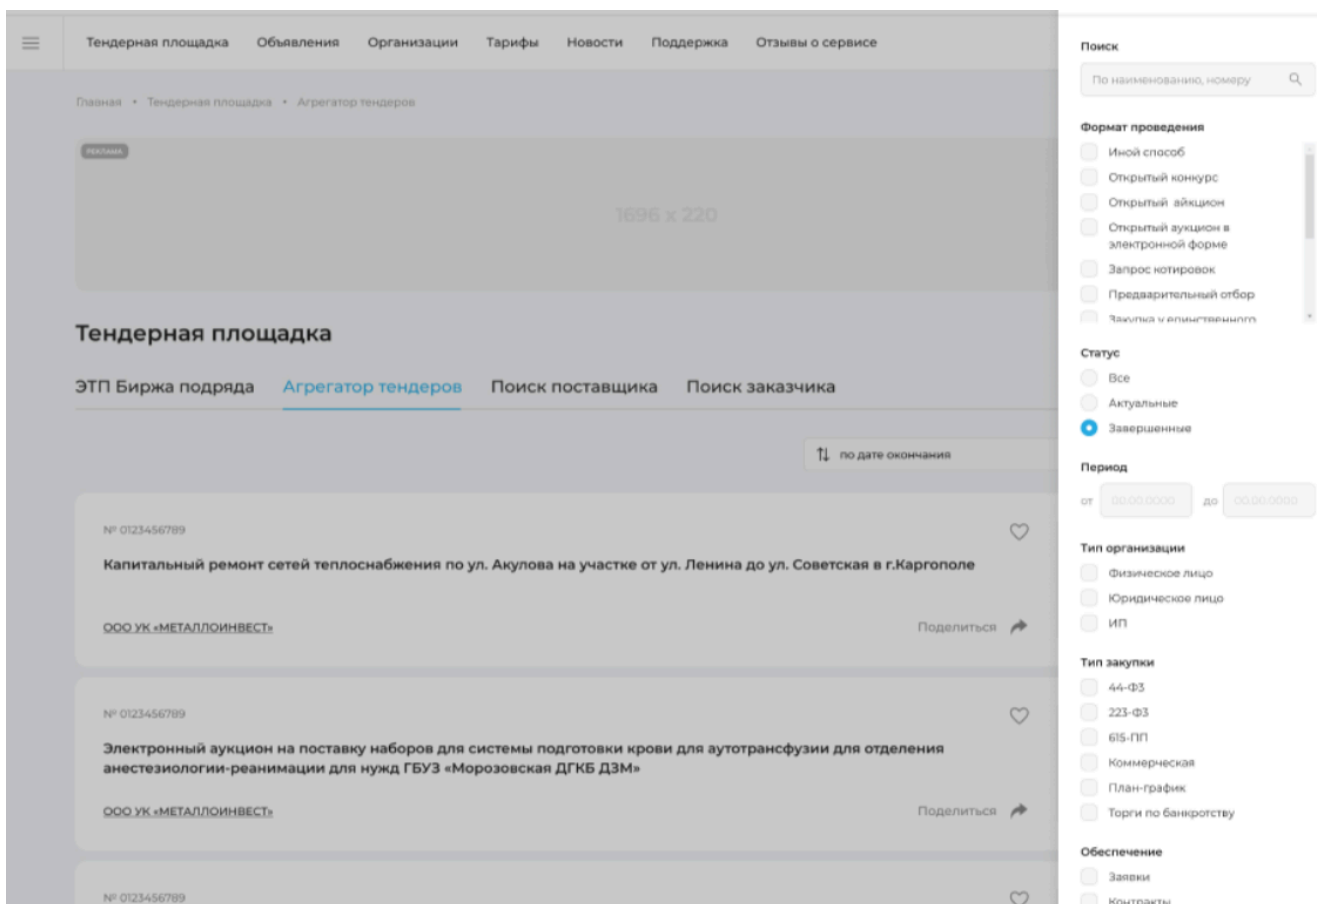 Тендерная площадка Объявления Организации Тарифы Новости Поддержка Отзывы о сервисе
Главная • Тендерная площадка • Агрегатор тендеров
РЕКЛАМА
1696 x 220
Тендерная площадка
ЭТП Биржа подряда Агрегатор тендеров Поиск поставщика Поиск заказчика
по дате окончания
№ 0123456789
Капитальный ремонт сетей теплоснабжения по ул. Акулова на участке от ул. Ленина до ул. Советская в г.Каргополе
ООО УК «МЕТАЛЛОИНВЕСТ» Поделиться
№ 0123456789
Электронный аукцион на поставку наборов для системы подготовки крови для аутотрансфузии для отделения
анестезиологии-реанимации для нужд ГБУЗ «Морозовская ДГКБ ДЗМ»
ООО УК «МЕТАЛЛОИНВЕСТ» Поделиться
№ 0123456789
Поиск
По наименованию, номеру
Формат проведения
Иной способ
Открытый конкурс
Открытый айкцион
Открытый аукцион в
электронной форме
Запрос котировок
Предварительный отбор
Закупка у единственного
Статус
Все
Актуальные
Завершенные
Период
от 00.00.0000 до 00.00.0000
Тип организации
Физическое лицо
Юридическое лицо
ИП
Тип закупки
44-ФЗ
223-ФЗ
615-ПП
Коммерческая
План-график
Торги по банкротству
Обеспечение
Заявки
Контракты